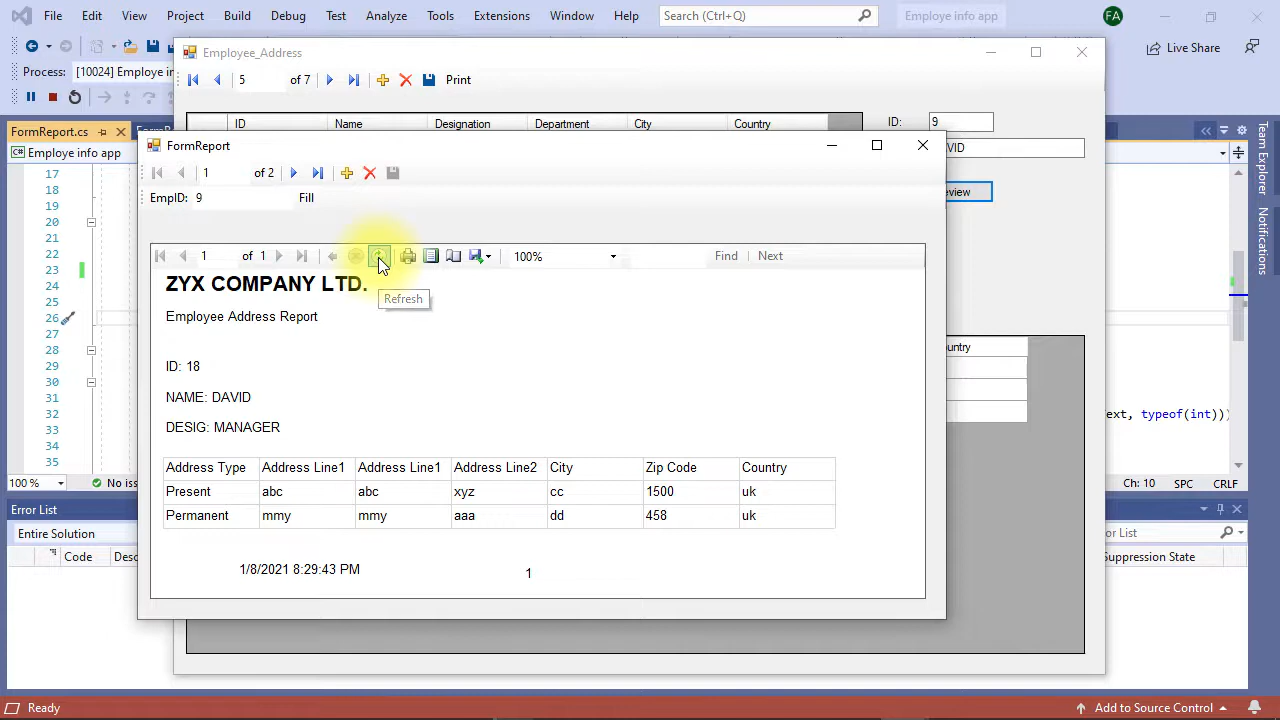 File Edit View Project Build Debug Test Analyze Tools Extensions Window Help Search (Ctrl+Q) Employe info app FA
Live Share
Process: [10024] Employe in
FormReport.cs
Employe info app
Employee_Address
5 of 7 Print
ID Name Designation Department City Country
ID: 9
VID
FormReport
1 of 2
EmpID: 9 Fill
1 of 1 100% Find Next
Refresh
ZYX COMPANY LTD.
Employee Address Report
ID: 18
NAME: DAVID
DESIG: MANAGER
Address Type Address Line1 Address Line1 Address Line2 City Zip Code Country
Present abc abc xyz cc 1500 uk
Permanent mmy mmy aaa dd 458 uk
1/8/2021 8:29:43 PM 1
view
untry
17
18
19
20
21
22
23
24
25
26
27
28
29
30
31
32
33
34
35
ext, typeof(int)))
100 % No iss
Ch: 10 SPC CRLF
Error List
Entire Solution
Code Desc
ror List
Suppression State
Team Explorer
Ready
Add to Source Control